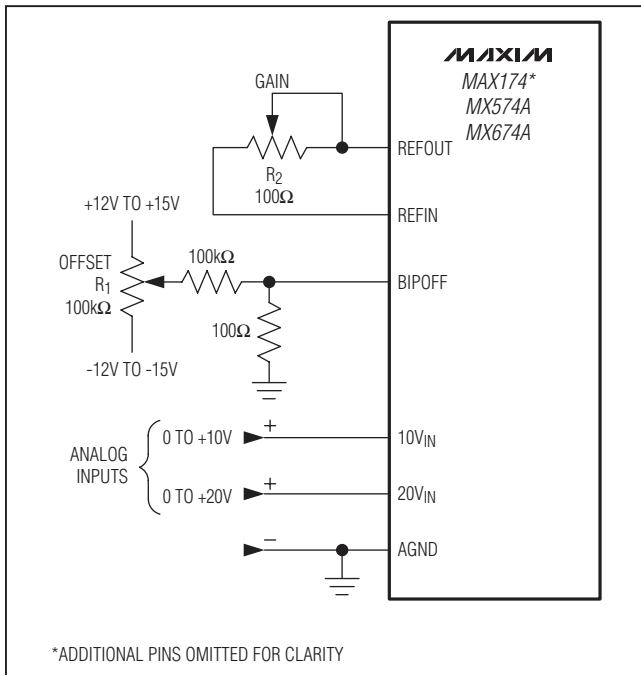 MAXIM
MAX174*
MX574A
MX674A
GAIN
REFOUT
R2
100Ω
REFIN
+12V TO +15V
OFFSET
R1
100kΩ
100kΩ
BIPOFF
100Ω
-12V TO -15V
ANALOG
INPUTS
0 TO +10V
+
10VIN
0 TO +20V
+
20VIN
−
AGND
*ADDITIONAL PINS OMITTED FOR CLARITY